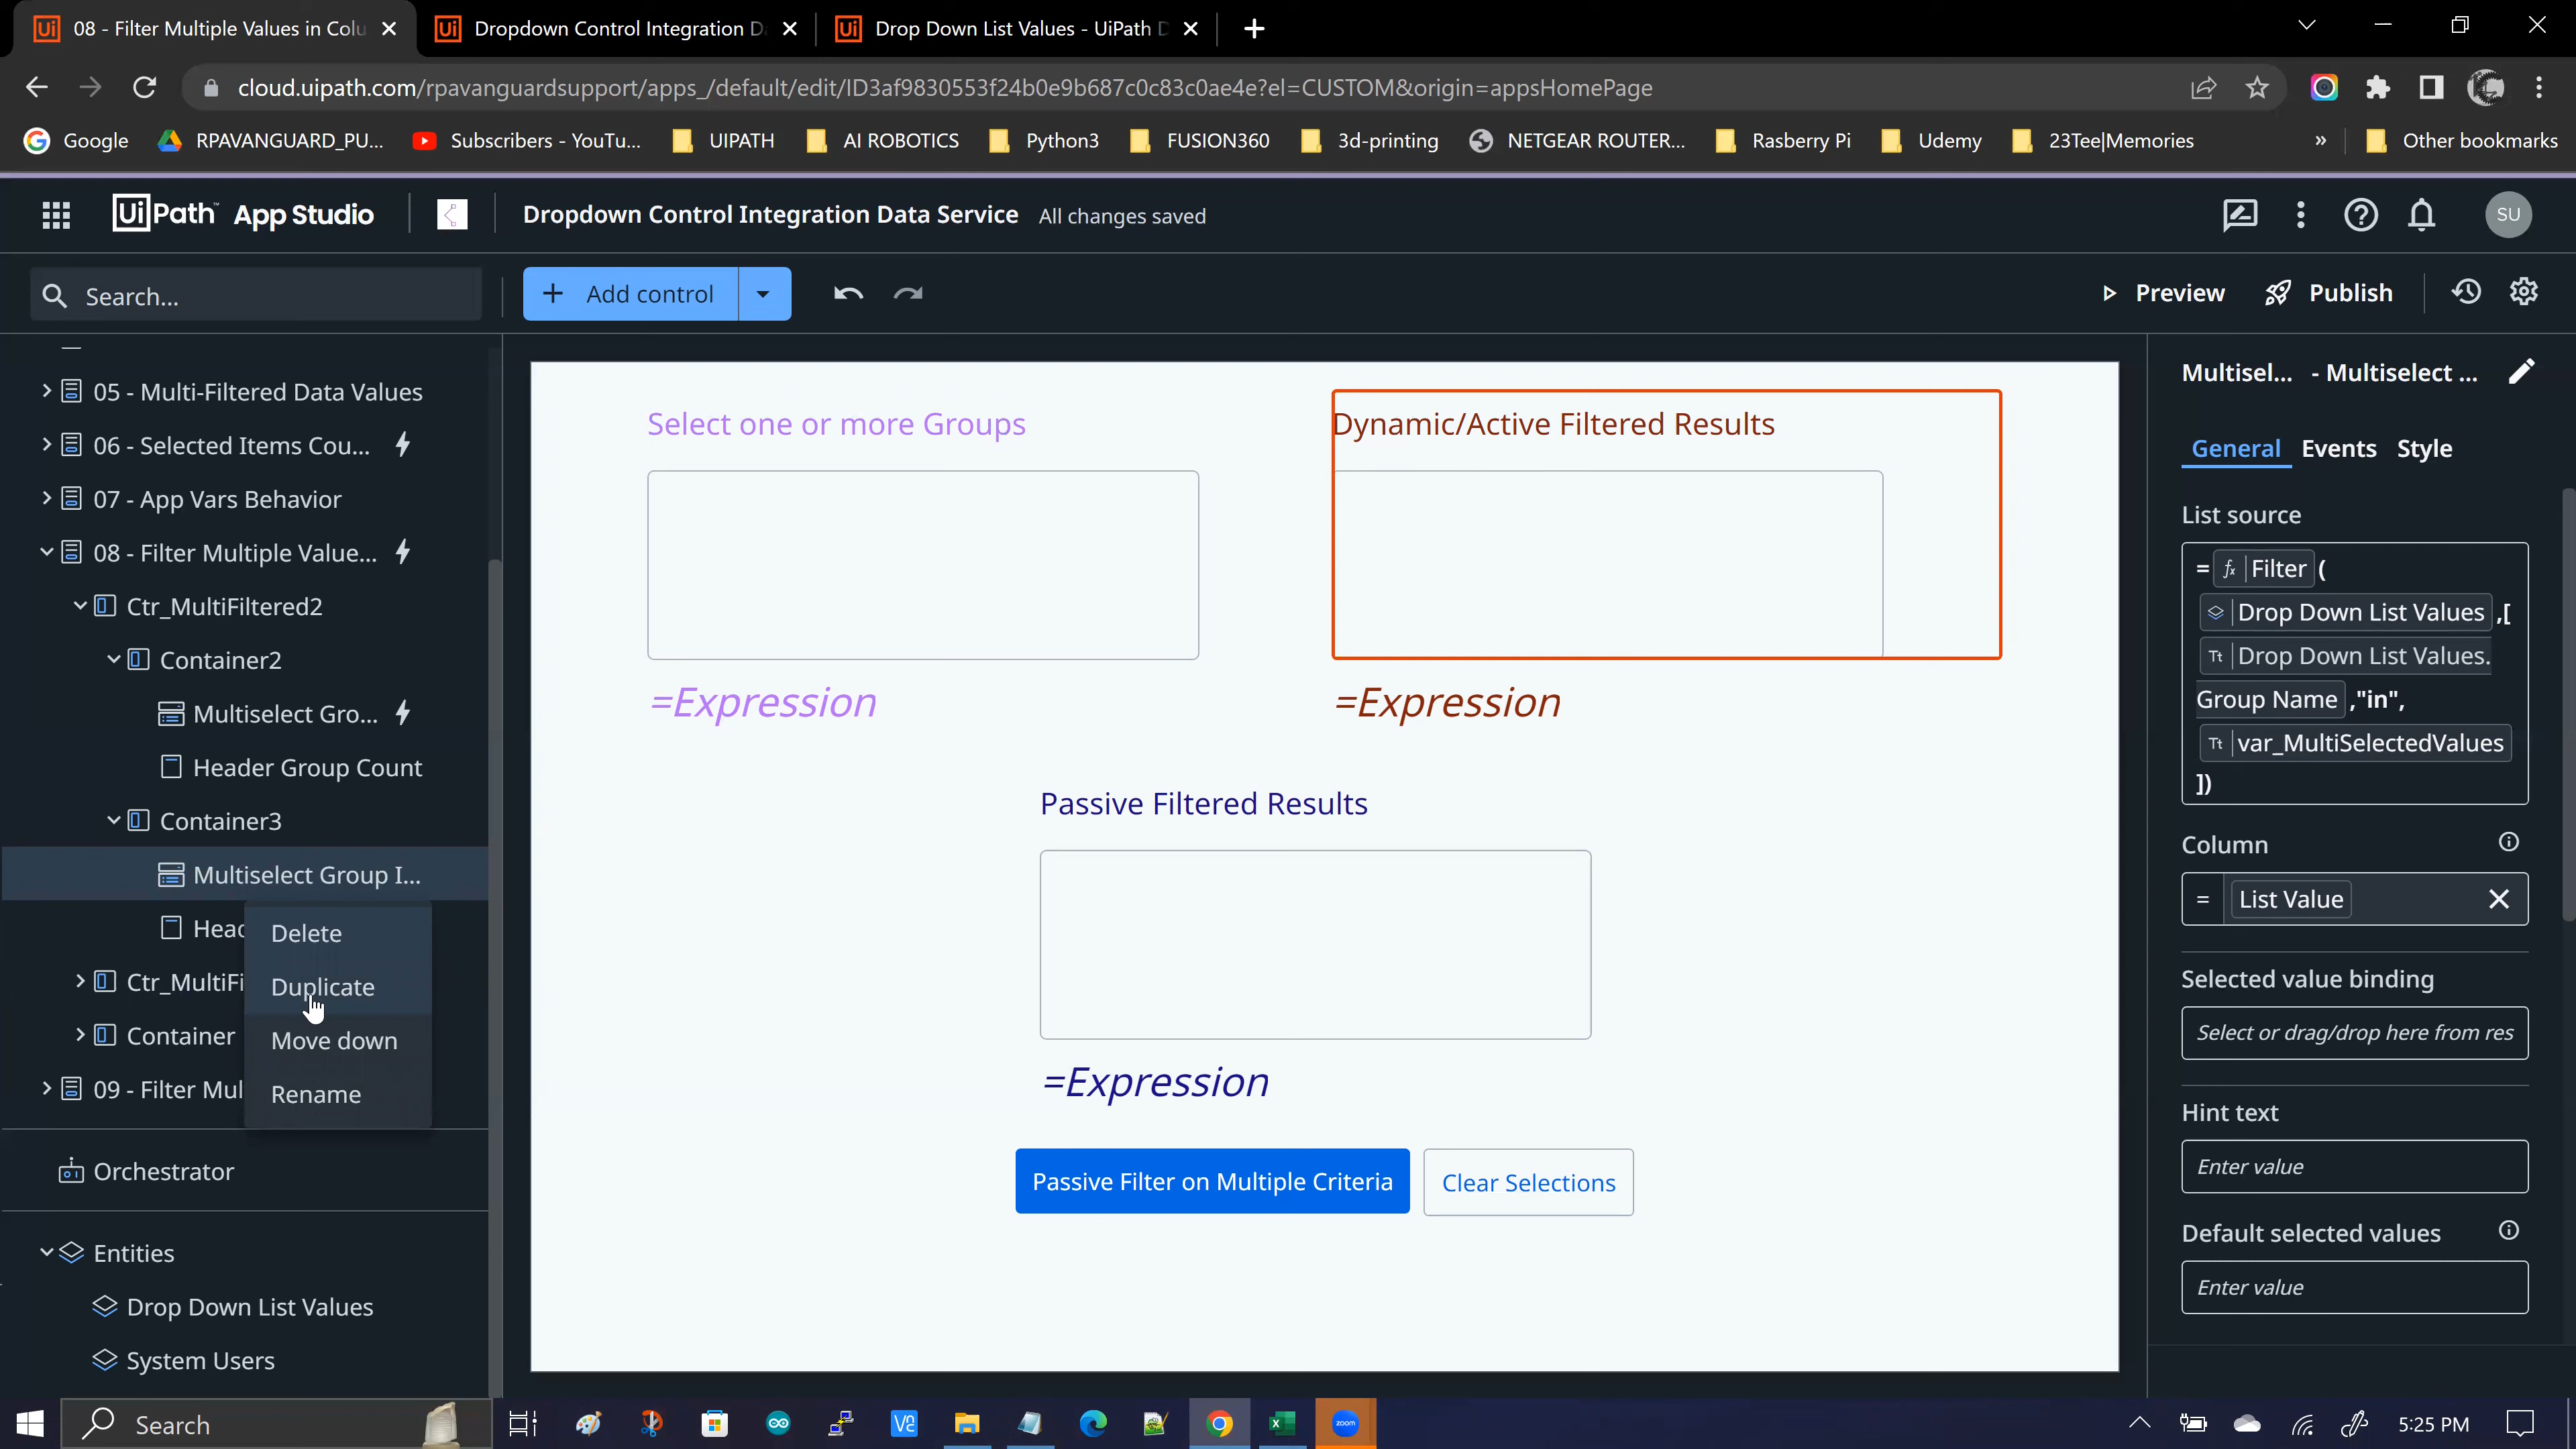 08 - Filter Multiple Values in Colu
Dropdown Control Integration D
Drop Down List Values - UiPath D
cloud.uipath.com/rpavanguardsupport/apps_/default/edit/ID3af9830553f24b0e9b687c0c83c0ae4e?el=CUSTOM&origin=appsHomePage
Google
RPAVANGUARD_PU...
Subscribers - YouTu...
UIPATH
AI ROBOTICS
Python3
FUSION360
3d-printing
NETGEAR ROUTER...
Rasberry Pi
Udemy
23Tee|Memories
»
Other bookmarks
UiPath™ App Studio
Dropdown Control Integration Data Service
All changes saved
SU
Search...
+ Add control
Preview
Publish
05 - Multi-Filtered Data Values
06 - Selected Items Cou...
07 - App Vars Behavior
08 - Filter Multiple Value...
Ctr_MultiFiltered2
Container2
Multiselect Gro...
Header Group Count
Container3
Multiselect Group I...
Head
Ctr_MultiFi
Container
09 - Filter Mul
Delete
Duplicate
Move down
Rename
Orchestrator
Entities
Drop Down List Values
System Users
Select one or more Groups
=Expression
Dynamic/Active Filtered Results
=Expression
Passive Filtered Results
=Expression
Passive Filter on Multiple Criteria
Clear Selections
Multisel... - Multiselect ...
General
Events
Style
List source
= fx Filter (
Drop Down List Values ,[
Tt Drop Down List Values.
Group Name ,"in",
Tt var_MultiSelectedValues
])
Column
= List Value
Selected value binding
Select or drag/drop here from res
Hint text
Enter value
Default selected values
Enter value
Search
zoom
5:25 PM